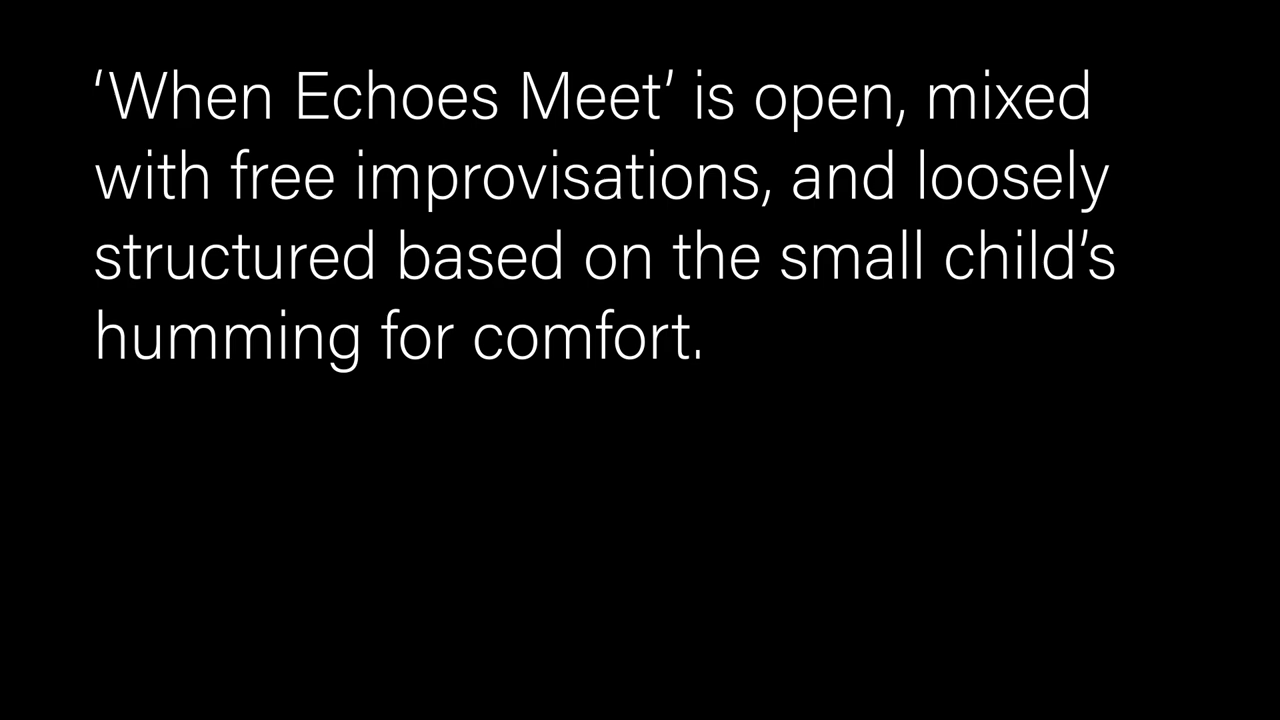 ‘When Echoes Meet’ is open, mixed
with free improvisations, and loosely
structured based on the small child’s
humming for comfort.